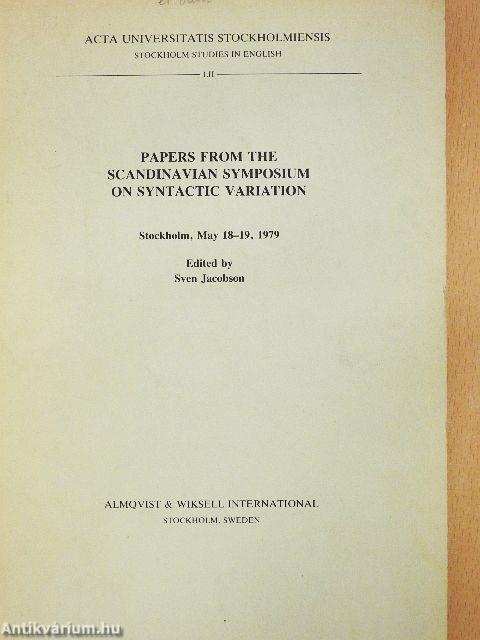 ACTA UNIVERSITATIS STOCKHOLMIENSIS
STOCKHOLM STUDIES IN ENGLISH
LII
PAPERS FROM THE
SCANDINAVIAN SYMPOSIUM
ON SYNTACTIC VARIATION
Stockholm, May 18–19, 1979
Edited by
Sven Jacobson
ALMQVIST & WIKSELL INTERNATIONAL
STOCKHOLM, SWEDEN
Antikvárium.hu